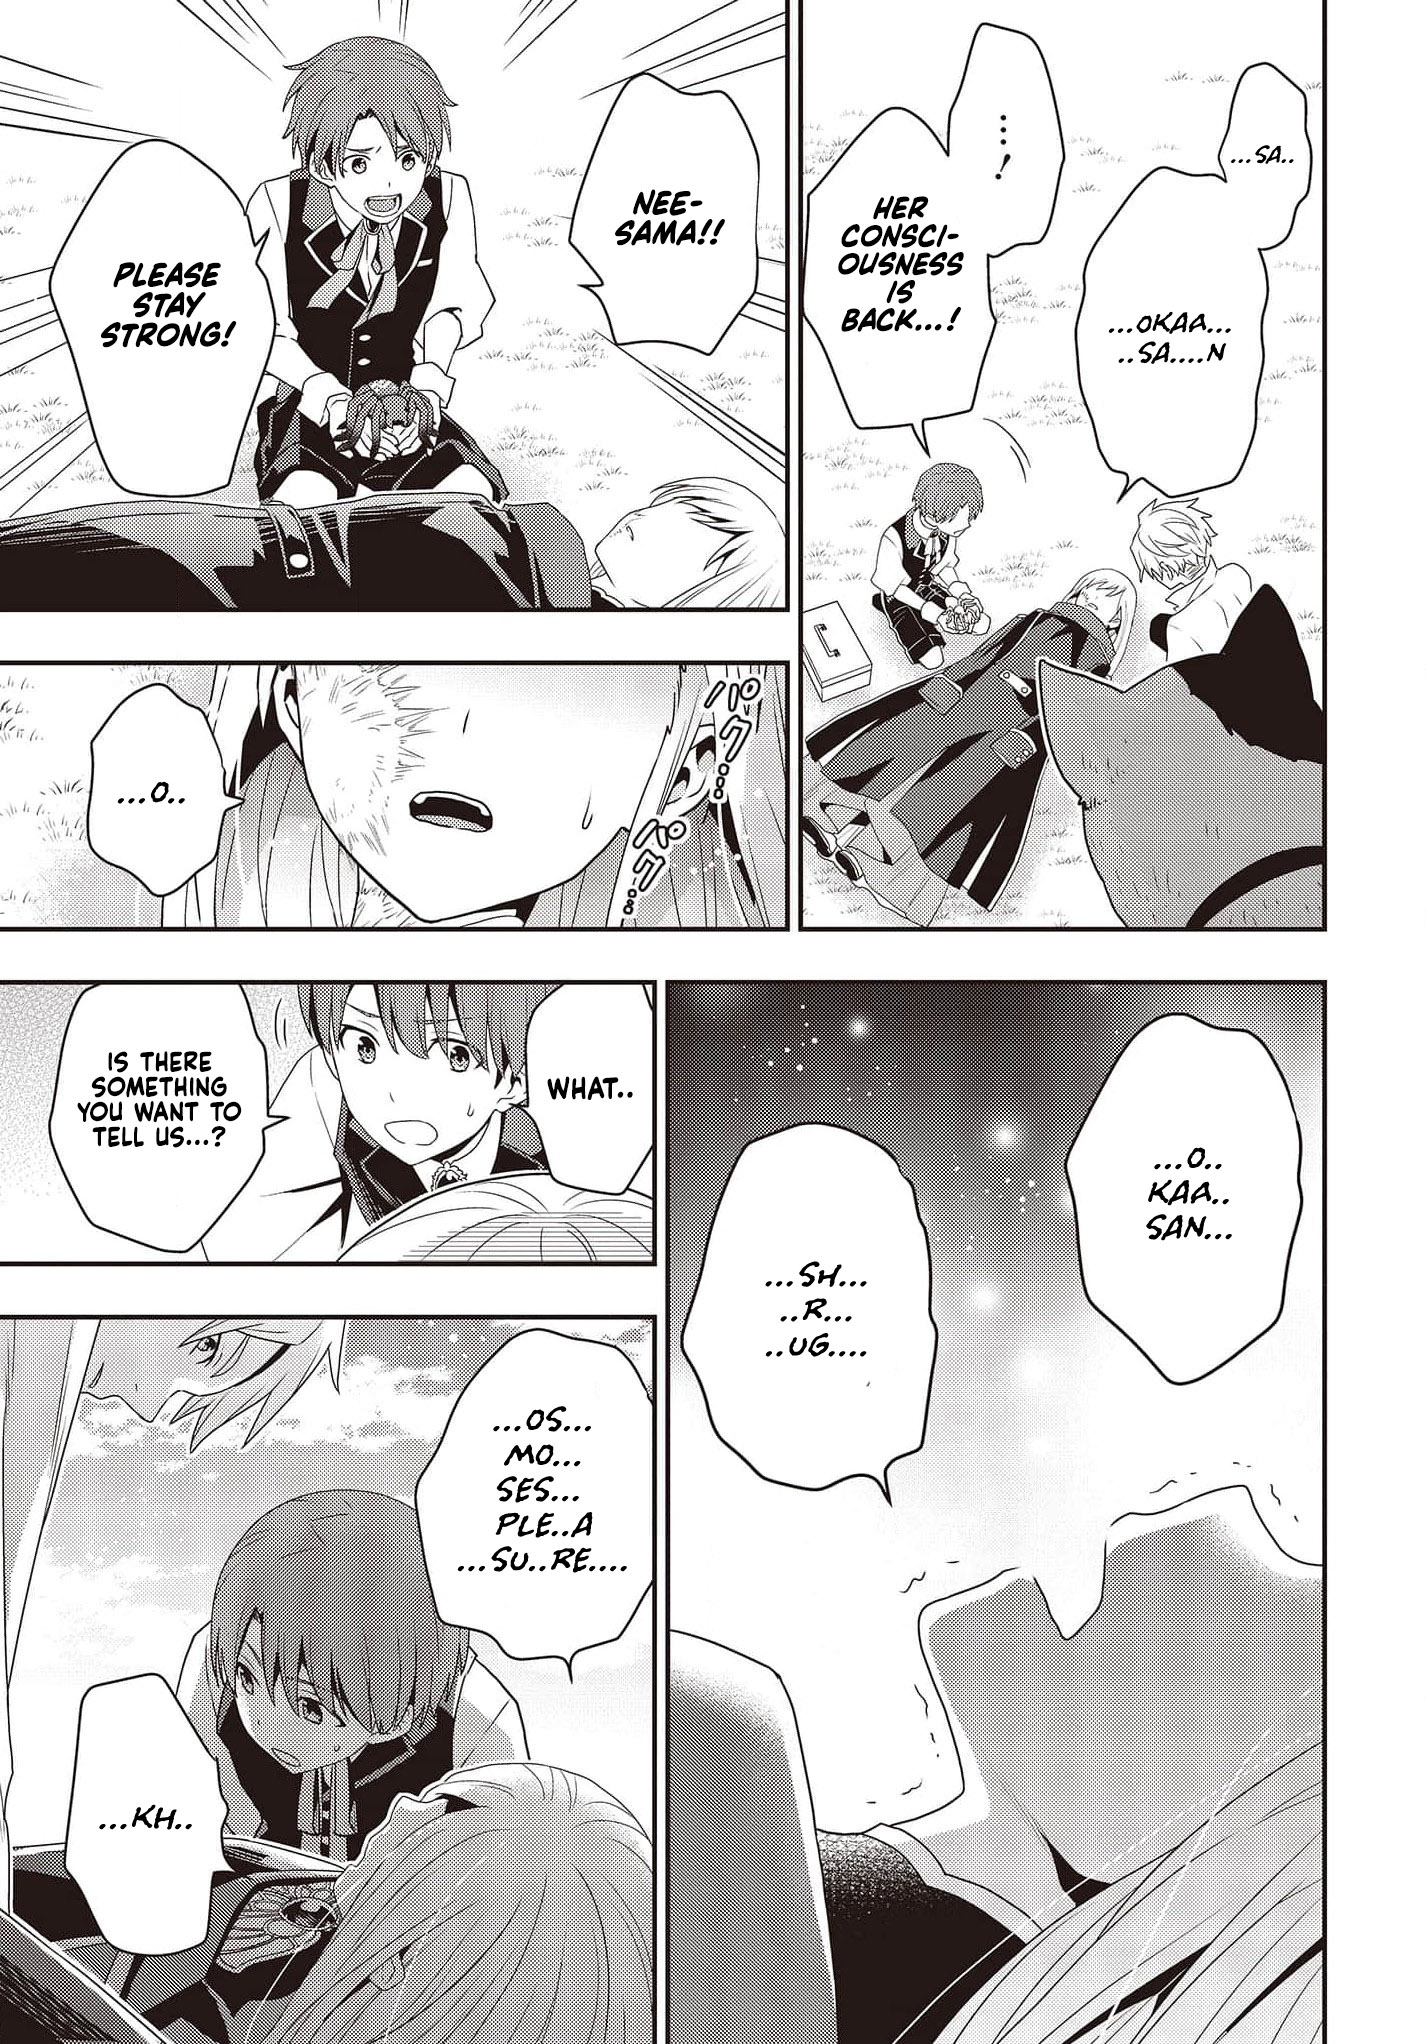 ...SA..
...OKAA...
..SA....N
...!
HER
CONSCI-
OUSNESS
IS
BACK...!
NEE-
SAMA!!
PLEASE
STAY
STRONG!
パク…
パク…
...O..
...O..
KAA..
SAN...
...SH...
..R...
..UG....
WHAT..
IS THERE
SOMETHING
YOU WANT TO
TELL US...?
...OS...
MO...
SES...
PLE..A
...SU..RE....
...KH..